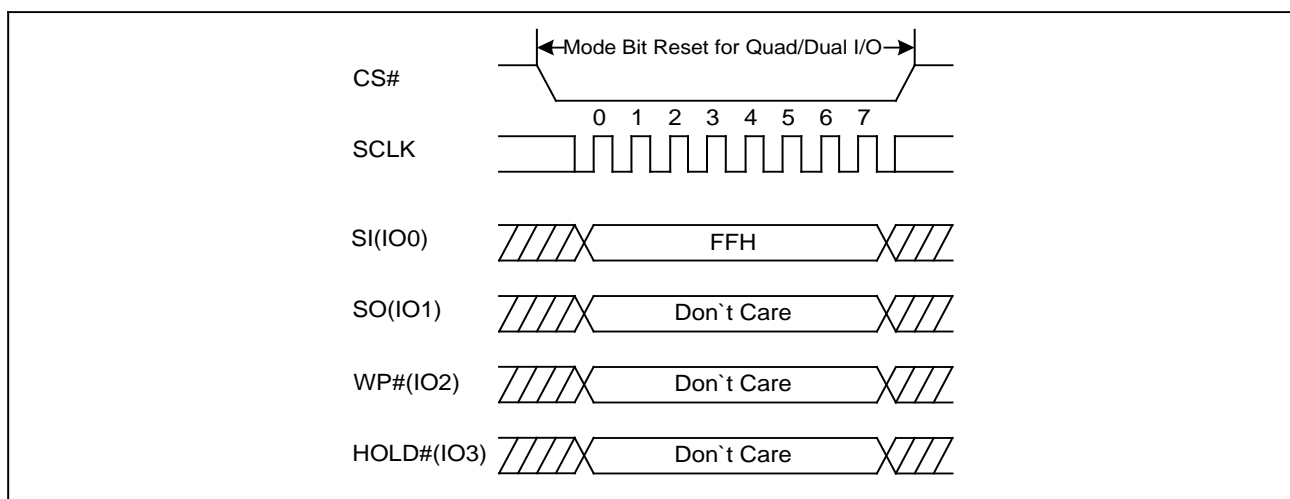 Mode Bit Reset for Quad/Dual I/O
CS#
0 1 2 3 4 5 6 7
SCLK
SI(IO0)
FFH
SO(IO1)
Don`t Care
WP#(IO2)
Don`t Care
HOLD#(IO3)
Don`t Care